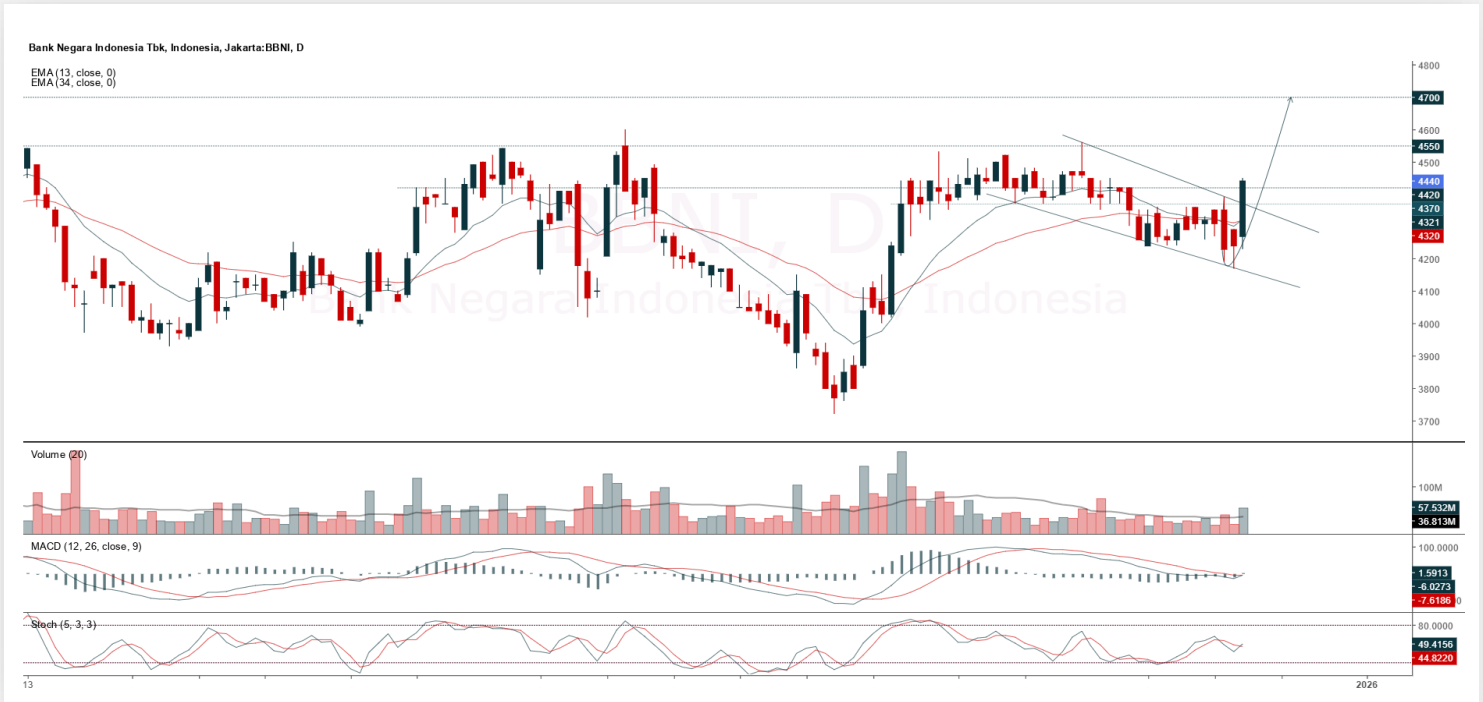 Bank Negara Indonesia Tbk, Indonesia, Jakarta:BBNI, D
EMA (13, close, 0)
EMA (34, close, 0)
BBNI, D
Bank Negara Indonesia Tbk, Indonesia
4800
4700
4600
4550
4500
4440
4420
4370
4321
4320
4200
4100
4000
3900
3800
3700
Volume (20)
100M
57.532M
36.813M
MACD (12, 26, close, 9)
100.0000
1.5913
-6.0273
-7.6186
Stoch (5, 3, 3)
80.0000
49.4156
44.8220
13
2026